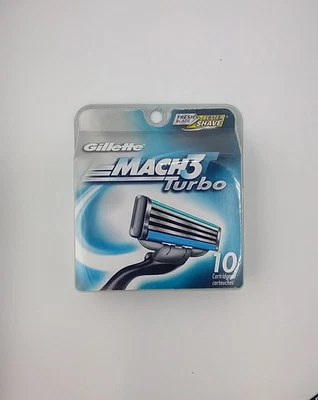 FRESH BLADE
BETTER SHAVE
Gillette
MACH3
Turbo
10
Cartridges
cartouches